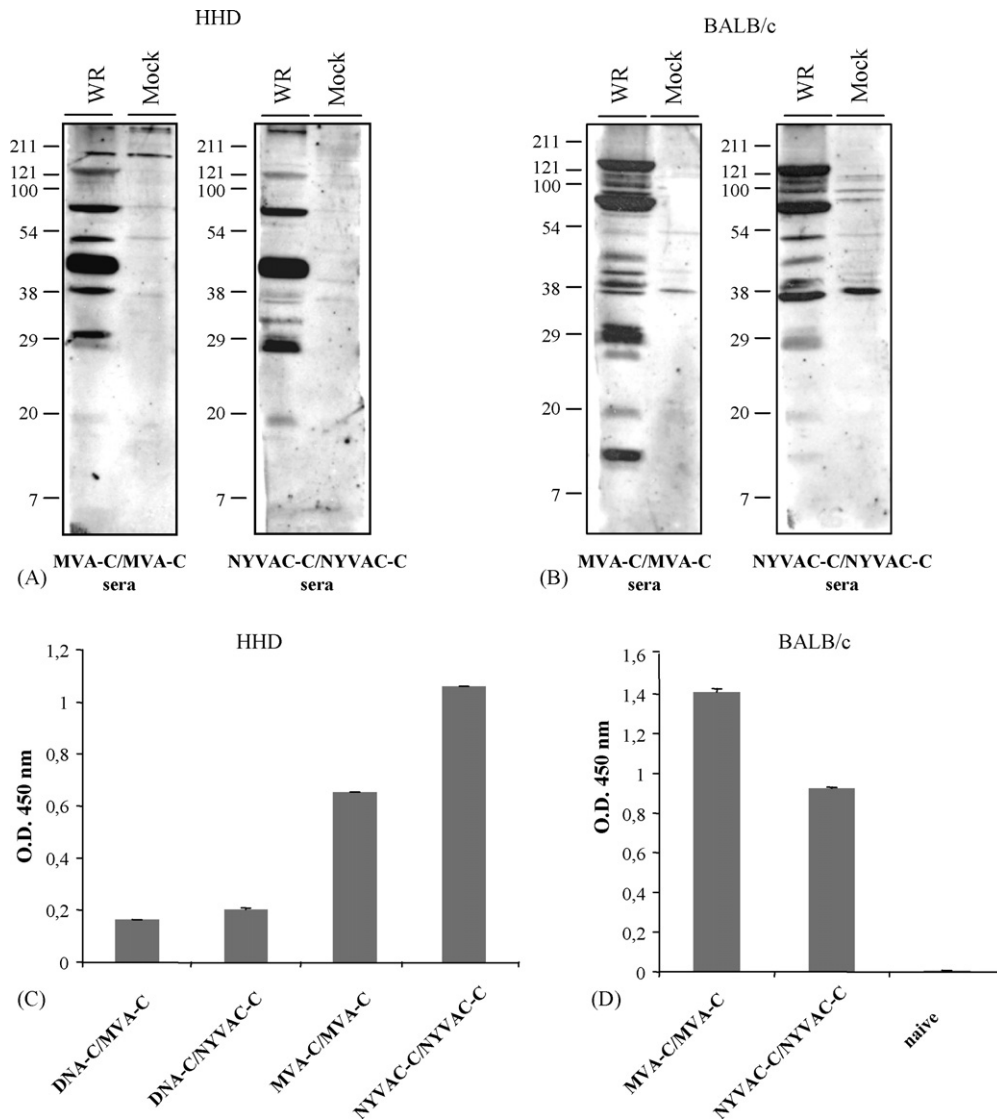 HHD
WR
Mock
WR
Mock
211
121
100
54
38
29
20
7
211
121
100
54
38
29
20
7
MVA-C/MVA-C
sera
NYVAC-C/NYVAC-C
sera
(A)
BALB/c
WR
Mock
WR
Mock
211
121
100
54
38
29
20
7
211
121
100
54
38
29
20
7
MVA-C/MVA-C
sera
NYVAC-C/NYVAC-C
sera
(B)
HHD
O.D. 450 nm
1,2
1
0,8
0,6
0,4
0,2
0
DNA-C/MVA-C
DNA-C/NYVAC-C
MVA-C/MVA-C
NYVAC-C/NYVAC-C
(C)
BALB/c
O.D. 450 nm
1,6
1,4
1,2
1
0,8
0,6
0,4
0,2
0
MVA-C/MVA-C
NYVAC-C/NYVAC-C
naive
(D)